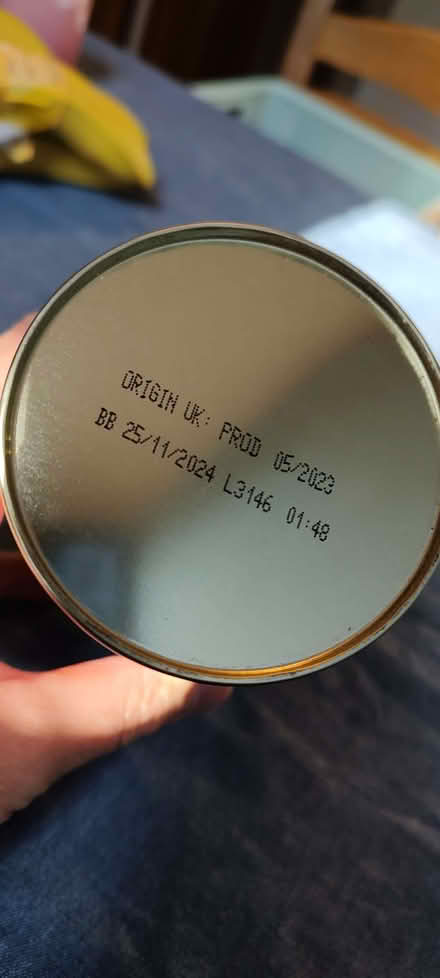 ORIGIN UK: PROD 05/2023
BB 25/11/2024 L3146 01:48